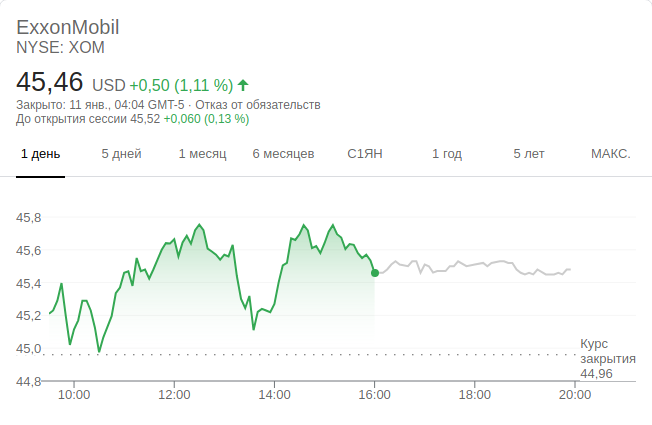 ExxonMobil
NYSE: XOM
45,46 USD +0,50 (1,11 %)
Закрыто: 11 янв., 04:04 GMT-5 · Отказ от обязательств
До открытия сессии 45,52 +0,060 (0,13 %)
1 день 5 дней 1 месяц 6 месяцев С1ЯН 1 год 5 лет МАКС.
45,8
45,6
45,4
45,2
45,0
Курс
закрытия
44,96
44,8
10:00 12:00 14:00 16:00 18:00 20:00